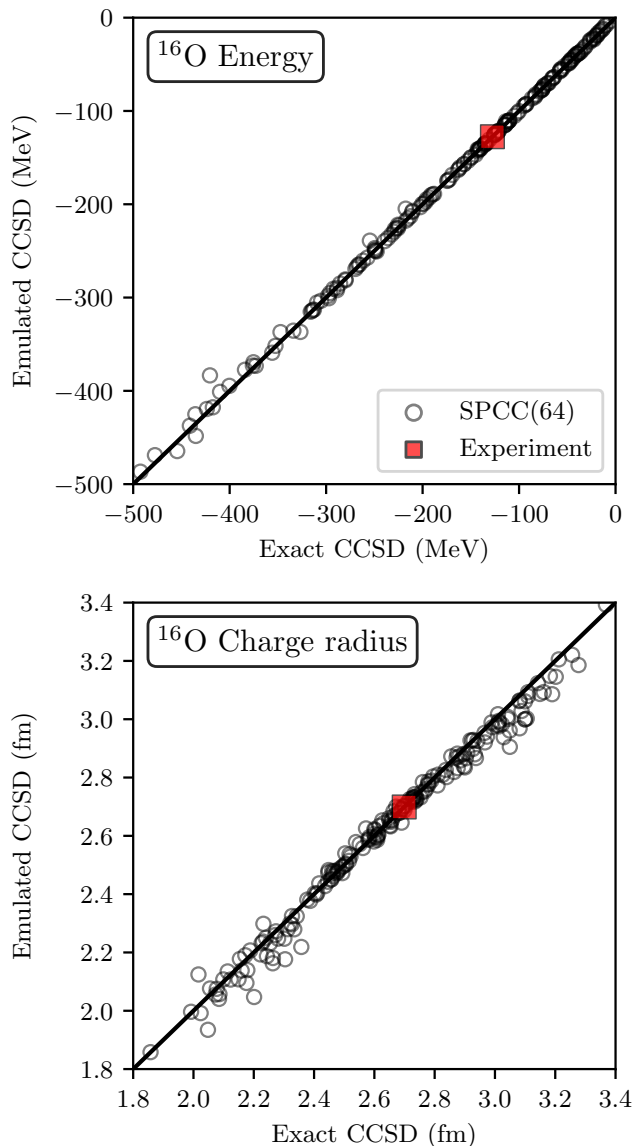 0
−100
−200
−300
−400
−500
Emulated CCSD (MeV)
¹⁶O Energy
SPCC(64)
Experiment
−500 −400 −300 −200 −100 0
Exact CCSD (MeV)
3.4
3.2
3.0
2.8
2.6
2.4
2.2
2.0
1.8
Emulated CCSD (fm)
¹⁶O Charge radius
1.8 2.0 2.2 2.4 2.6 2.8 3.0 3.2 3.4
Exact CCSD (fm)